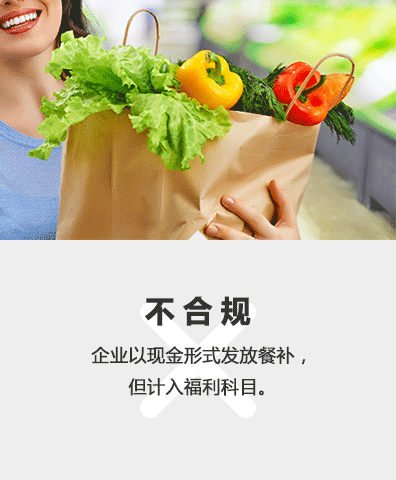 不合规
企业以现金形式发放餐补，
但计入福利科目。